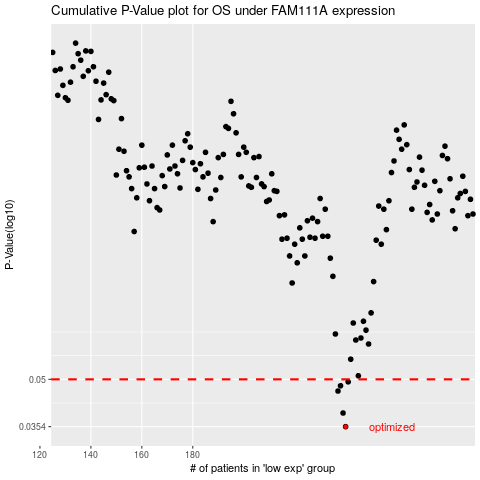 Cumulative P-Value plot for OS under FAM111A expression
P-Value(log10)
0.05
0.0354
optimized
120 140 160 180
# of patients in 'low exp' group